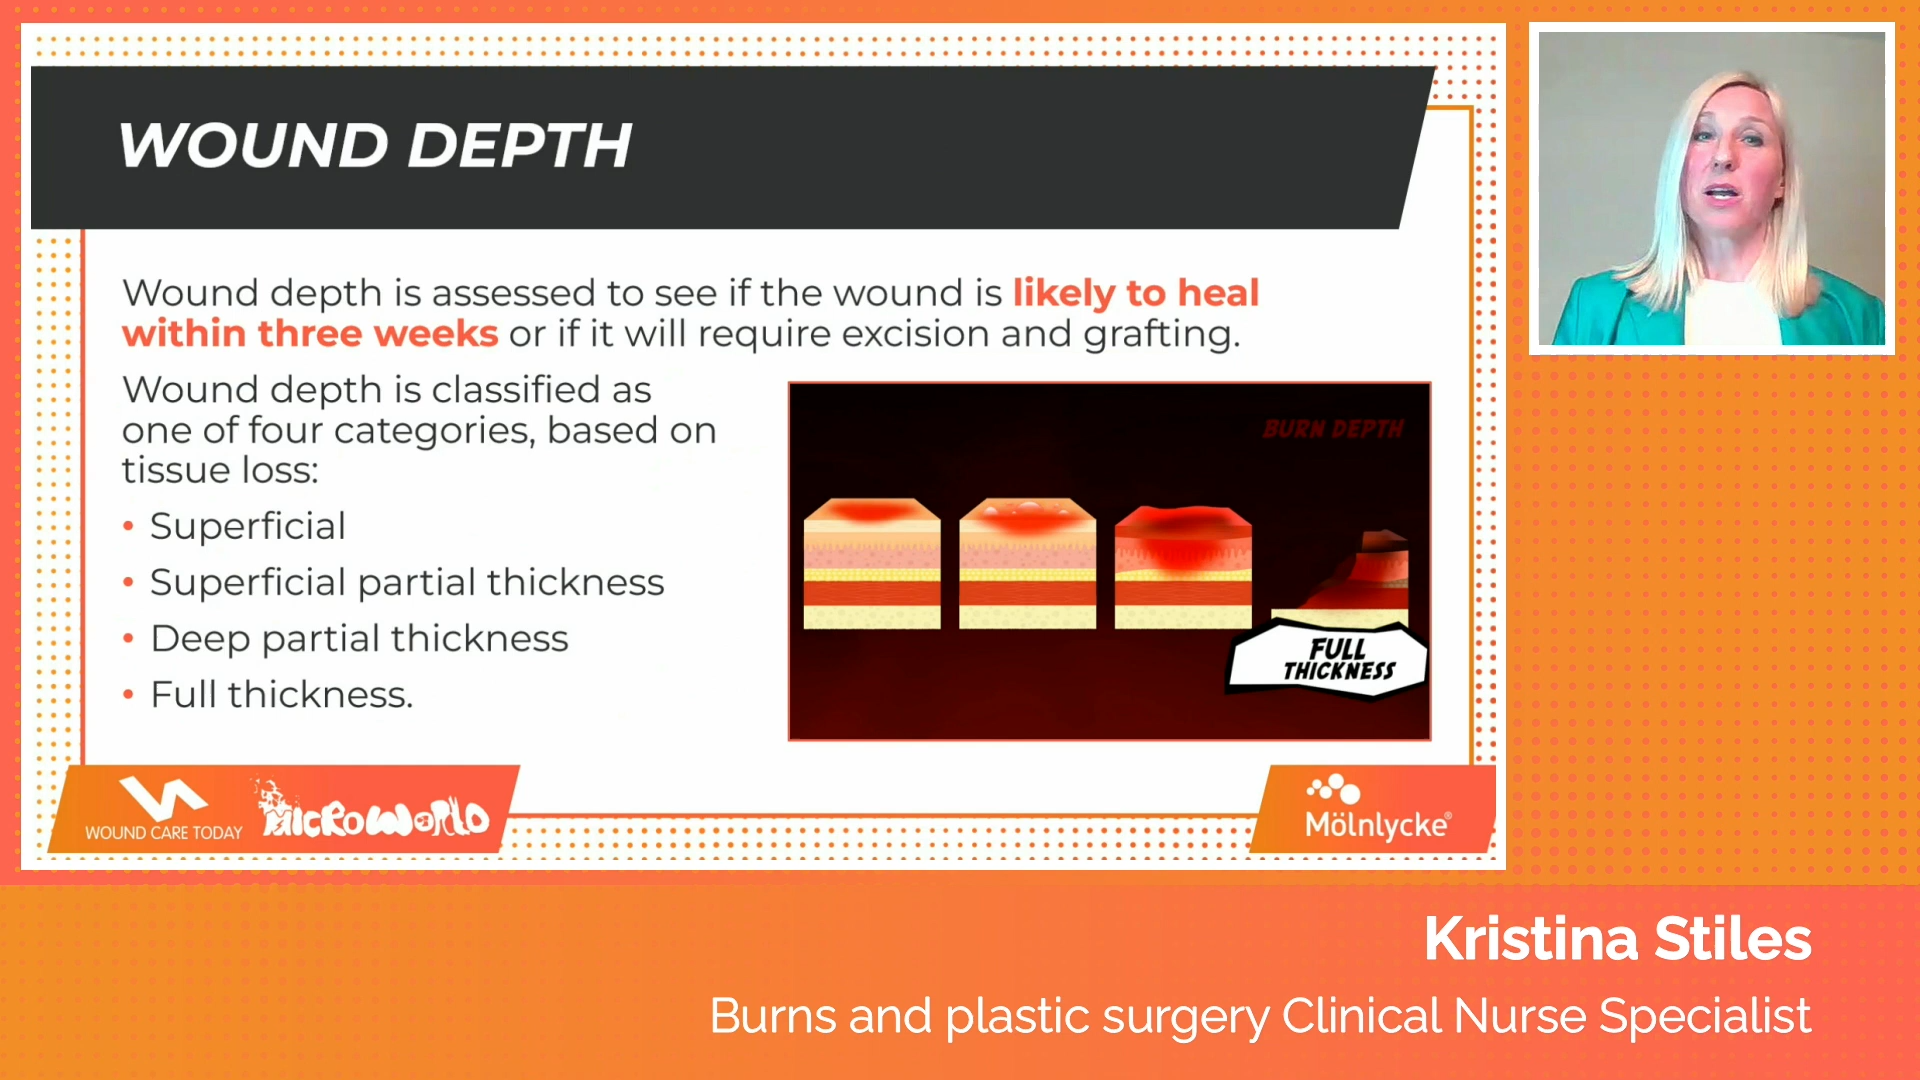 WOUND DEPTH
Wound depth is assessed to see if the wound is likely to heal
within three weeks or if it will require excision and grafting.
Wound depth is classified as
one of four categories, based on
tissue loss:
• Superficial
• Superficial partial thickness
• Deep partial thickness
• Full thickness.
BURN DEPTH
FULL
THICKNESS
WOUND CARE TODAY
MICROWORLD
Mölnlycke®
Kristina Stiles
Burns and plastic surgery Clinical Nurse Specialist